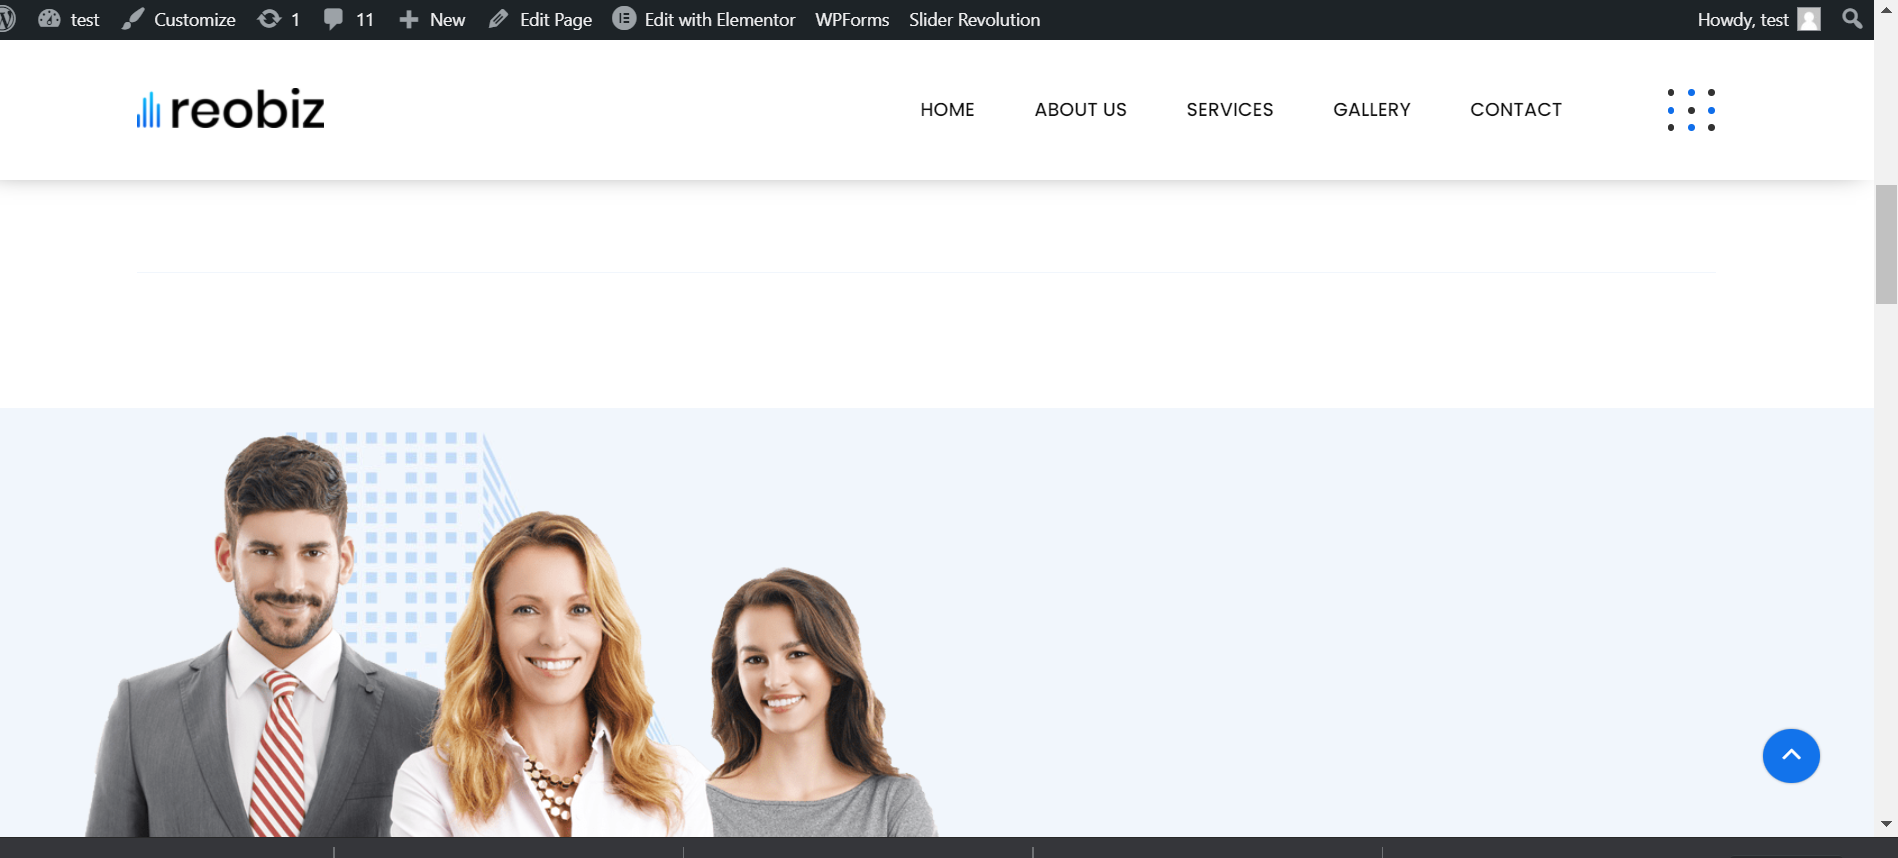 test Customize 1 11 New Edit Page Edit with Elementor WPForms Slider Revolution Howdy, test
reobiz HOME ABOUT US SERVICES GALLERY CONTACT